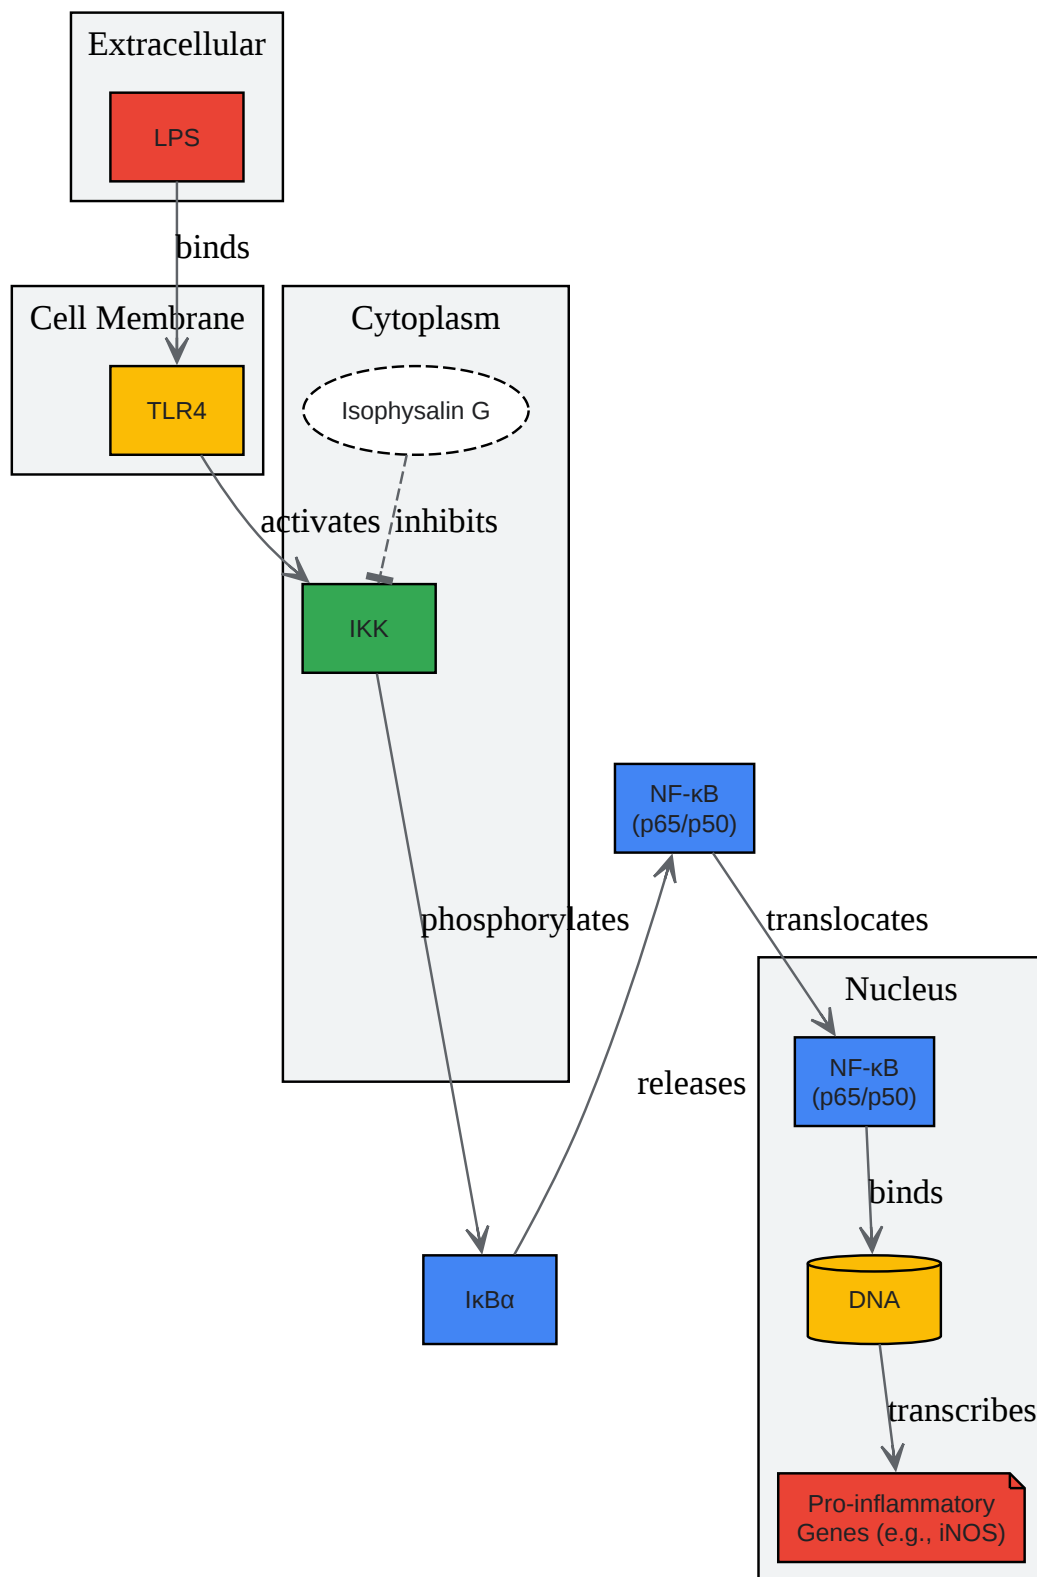 Extracellular
LPS
binds
Cell Membrane
TLR4
Cytoplasm
Isophysalin G
activates
inhibits
IKK
NF-κB
(p65/p50)
phosphorylates
translocates
Nucleus
NF-κB
(p65/p50)
releases
binds
IκBα
DNA
transcribes
Pro-inflammatory
Genes (e.g., iNOS)